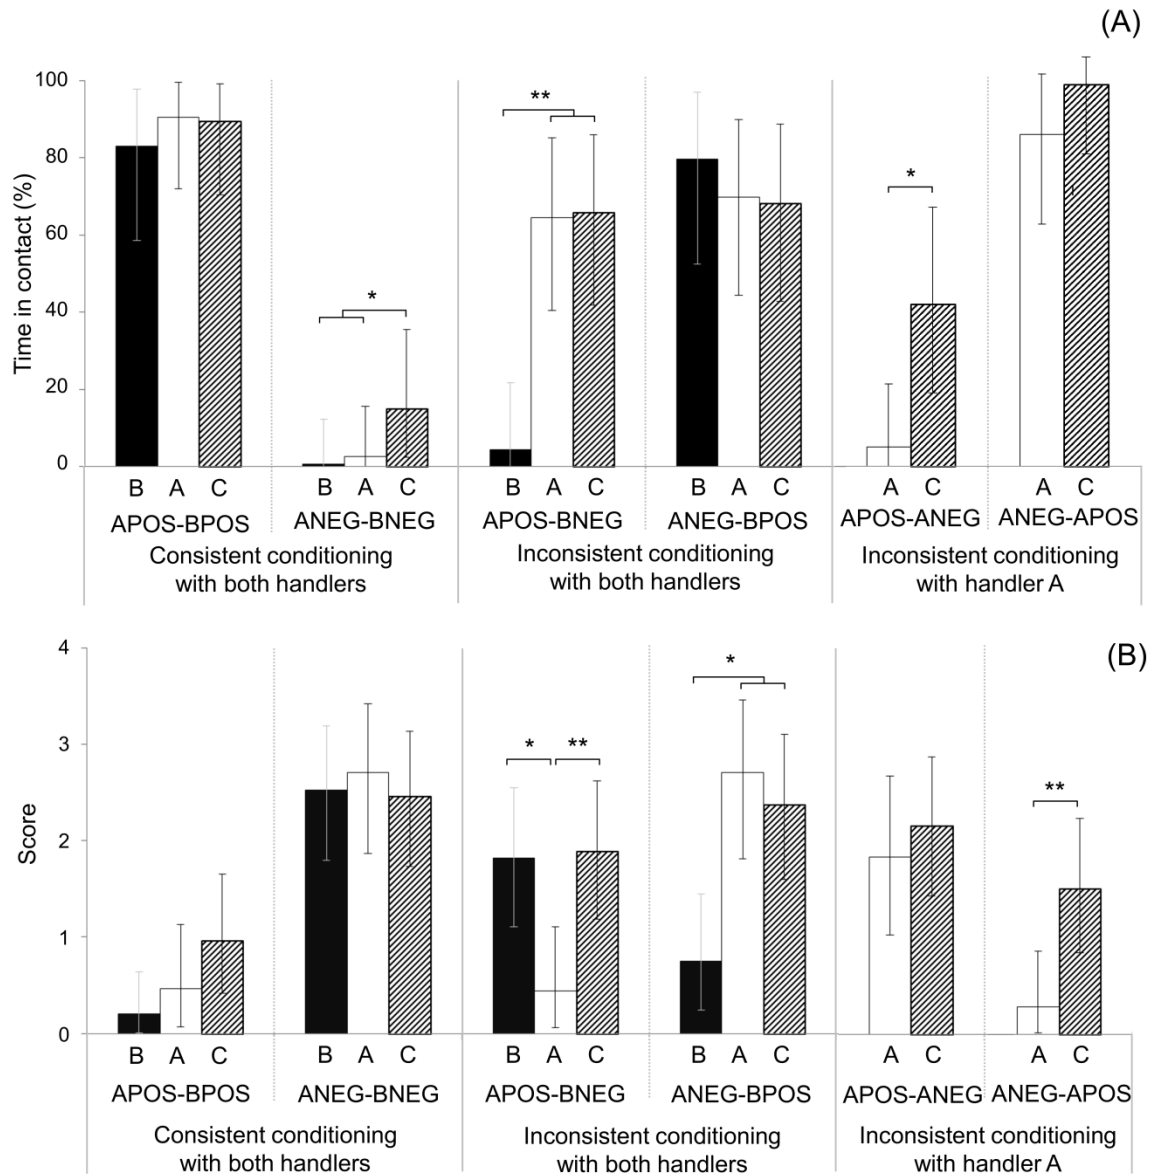 (A)
Time in contact (%)
100
80
60
40
20
0
*
**
*
B A C B A C B A C B A C A C A C
APOS-BPOS ANEG-BNEG APOS-BNEG ANEG-BPOS APOS-ANEG ANEG-APOS
Consistent conditioning Inconsistent conditioning Inconsistent conditioning
with both handlers with both handlers with handler A
(B)
Score
4
3
2
1
0
* **
*
**
B A C B A C B A C B A C A C A C
APOS-BPOS ANEG-BNEG APOS-BNEG ANEG-BPOS APOS-ANEG ANEG-APOS
Consistent conditioning Inconsistent conditioning Inconsistent conditioning
with both handlers with both handlers with handler A